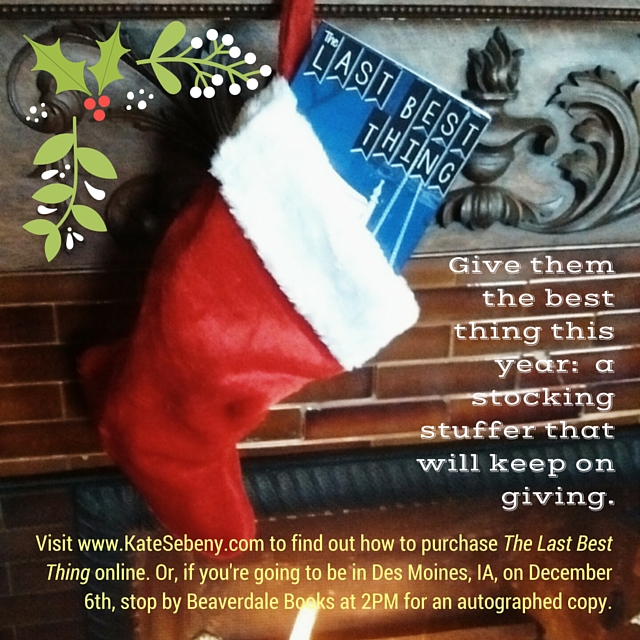 The
LAST BEST
THING
Give them
the best
thing this
year:  a
stocking
stuffer that
will keep on
giving.
Visit www.KateSebeny.com to find out how to purchase The Last Best
Thing online. Or, if you're going to be in Des Moines, IA, on December
6th, stop by Beaverdale Books at 2PM for an autographed copy.